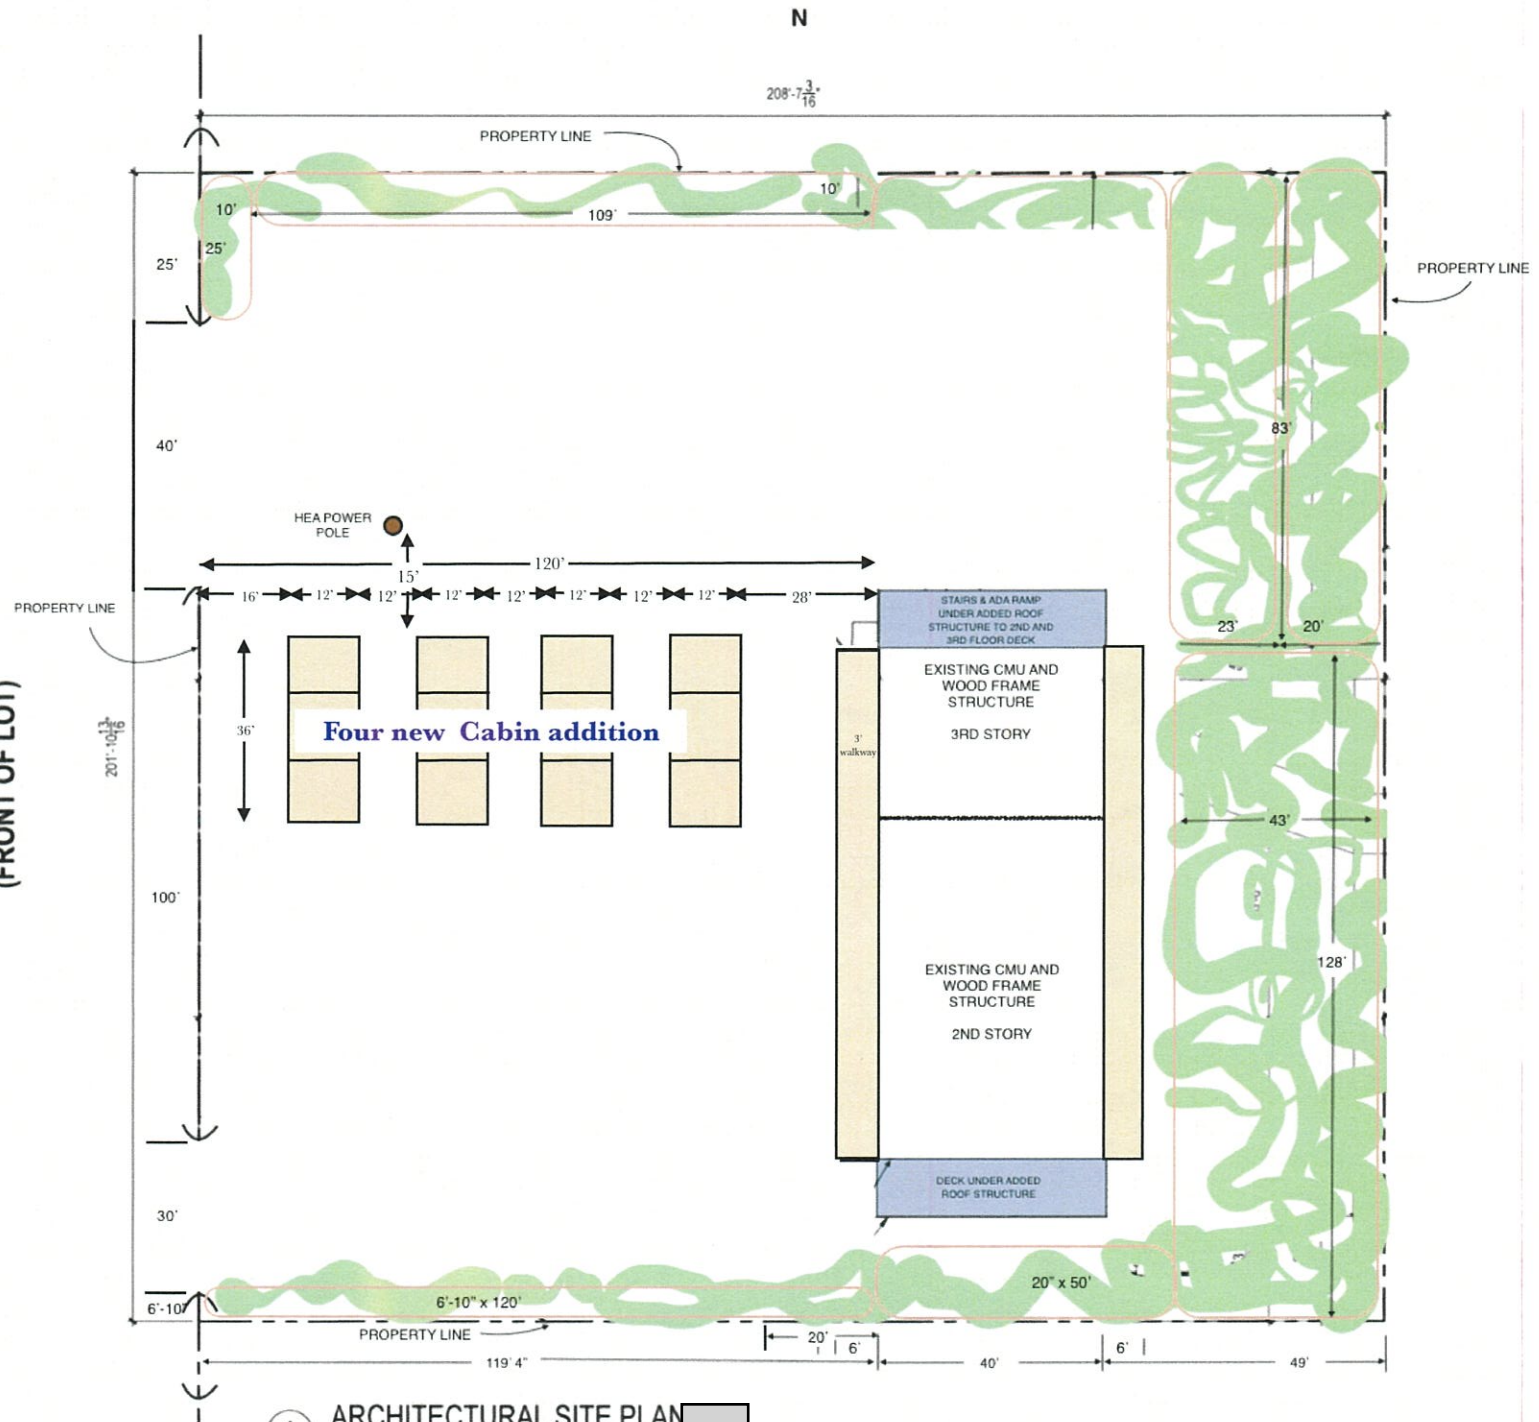 N
208'-7 3/16"
PROPERTY LINE
10'
109'
10'
25'
25'
PROPERTY LINE
40'
83'
HEA POWER
POLE
120'
15'
16'
12'
12'
12'
12'
12'
12'
12'
28'
STAIRS & ADA RAMP
UNDER ADDED ROOF
STRUCTURE TO 2ND AND
3RD FLOOR DECK
PROPERTY LINE
23'
20'
EXISTING CMU AND
WOOD FRAME
STRUCTURE
3RD STORY
(FRONT OF LOT)
201'-10 13/16"
36'
Four new Cabin addition
3'
walkway
43'
100'
128'
EXISTING CMU AND
WOOD FRAME
STRUCTURE
2ND STORY
DECK UNDER ADDED
ROOF STRUCTURE
30'
20" x 50'
6'-10"
6'-10" x 120'
PROPERTY LINE
20'
6'
6'
119' 4"
40'
49'
ARCHITECTURAL SITE PLAN